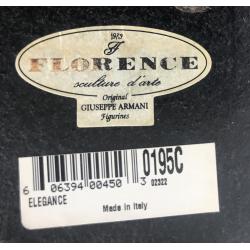 1973
F
FLORENCE
sculture d'arte
Original
GIUSEPPE ARMANI
Figurines
0195C
6 06394 00450 3 02322
ELEGANCE
Made in Italy